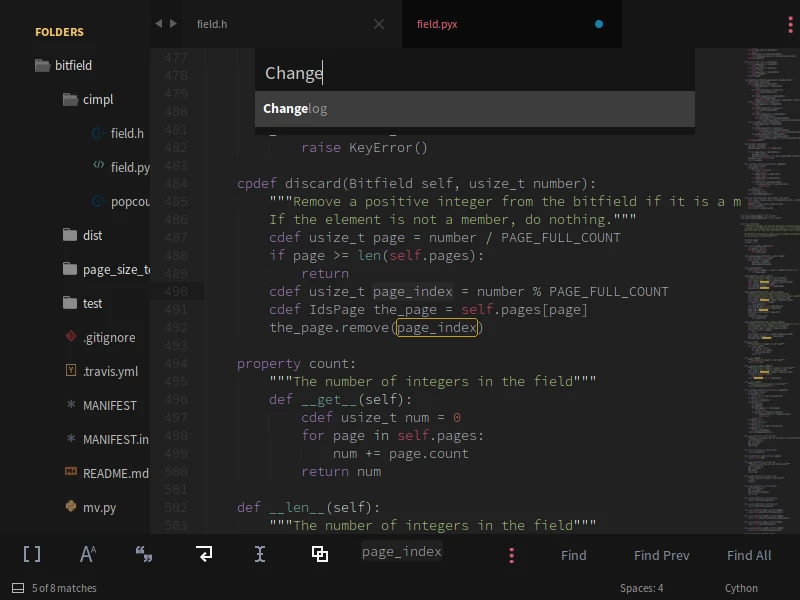 FOLDERS
bitfield
cimpl
field.h
field.py
popcou
dist
page_size_t
test
.gitignore
.travis.yml
MANIFEST
MANIFEST.in
README.md
mv.py
field.h
field.pyx
Change
Changelog
477
478
479
480
481
482 raise KeyError()
483
484 cpdef discard(Bitfield self, usize_t number):
485 """Remove a positive integer from the bitfield if it is a m
486 If the element is not a member, do nothing."""
487 cdef usize_t page = number / PAGE_FULL_COUNT
488 if page >= len(self.pages):
489 return
490 cdef usize_t page_index = number % PAGE_FULL_COUNT
491 cdef IdsPage the_page = self.pages[page]
492 the_page.remove(page_index)
493
494 property count:
495 """The number of integers in the field"""
496 def __get__(self):
497 cdef usize_t num = 0
498 for page in self.pages:
499 num += page.count
500 return num
501
502 def __len__(self):
503 """The number of integers in the field"""
page_index
Find
Find Prev
Find All
5 of 8 matches
Spaces: 4
Cython